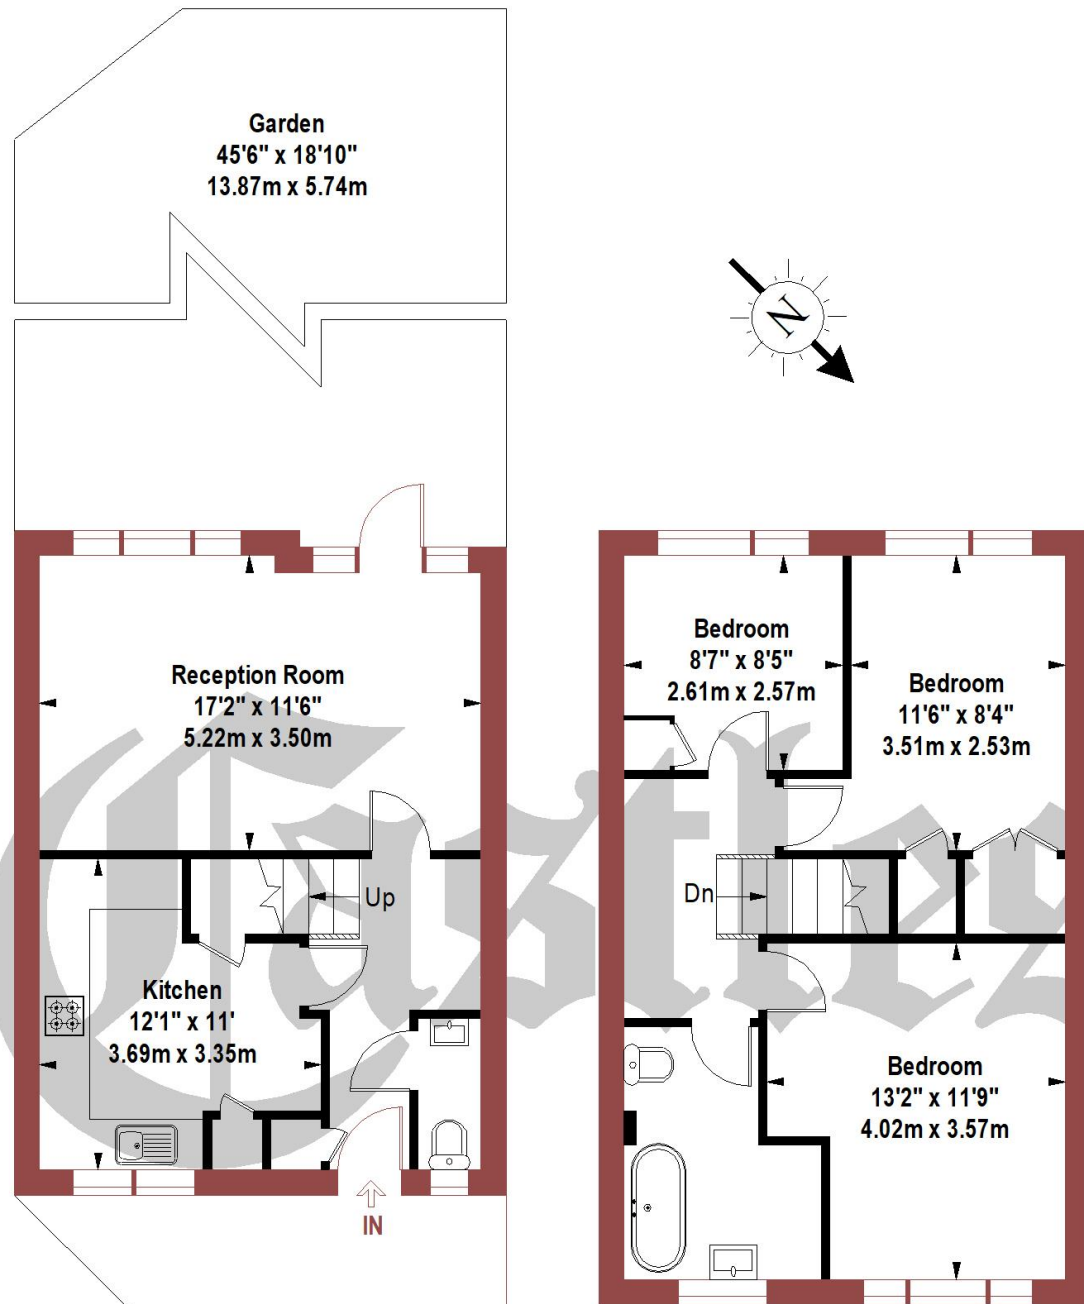 Garden
45'6" x 18'10"
13.87m x 5.74m
N
Reception Room
17'2" x 11'6"
5.22m x 3.50m
Up
Kitchen
12'1" x 11'
3.69m x 3.35m
IN
Bedroom
8'7" x 8'5"
2.61m x 2.57m
Bedroom
11'6" x 8'4"
3.51m x 2.53m
Dn
Bedroom
13'2" x 11'9"
4.02m x 3.57m
Castles